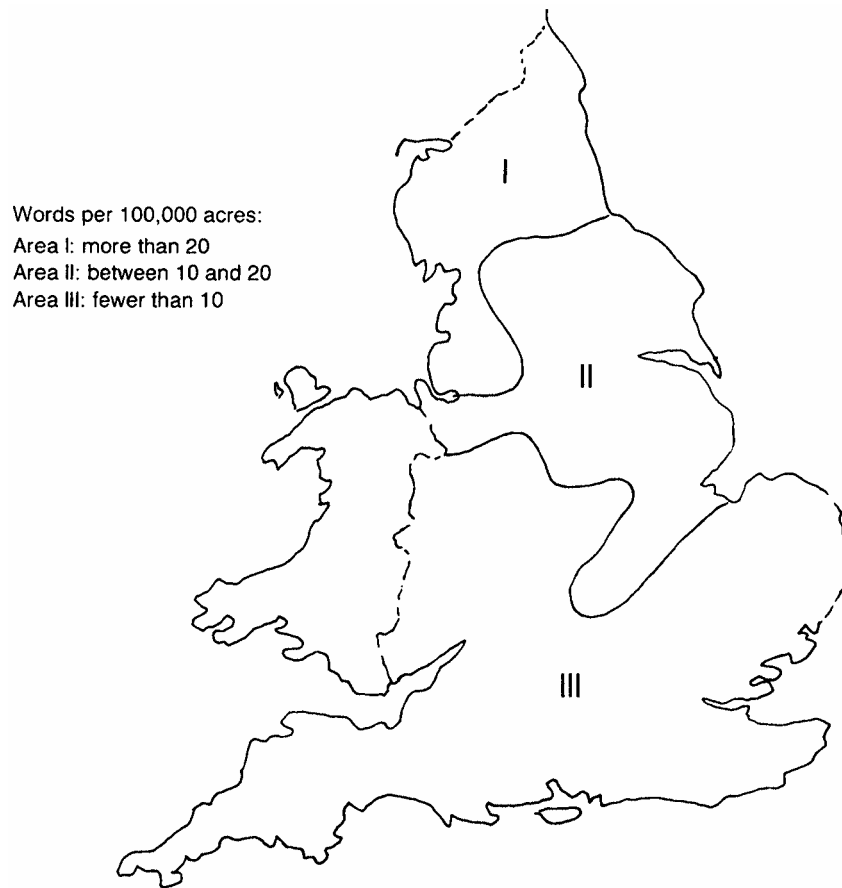 Words per 100,000 acres:
Area I: more than 20
Area II: between 10 and 20
Area III: fewer than 10
I
II
III